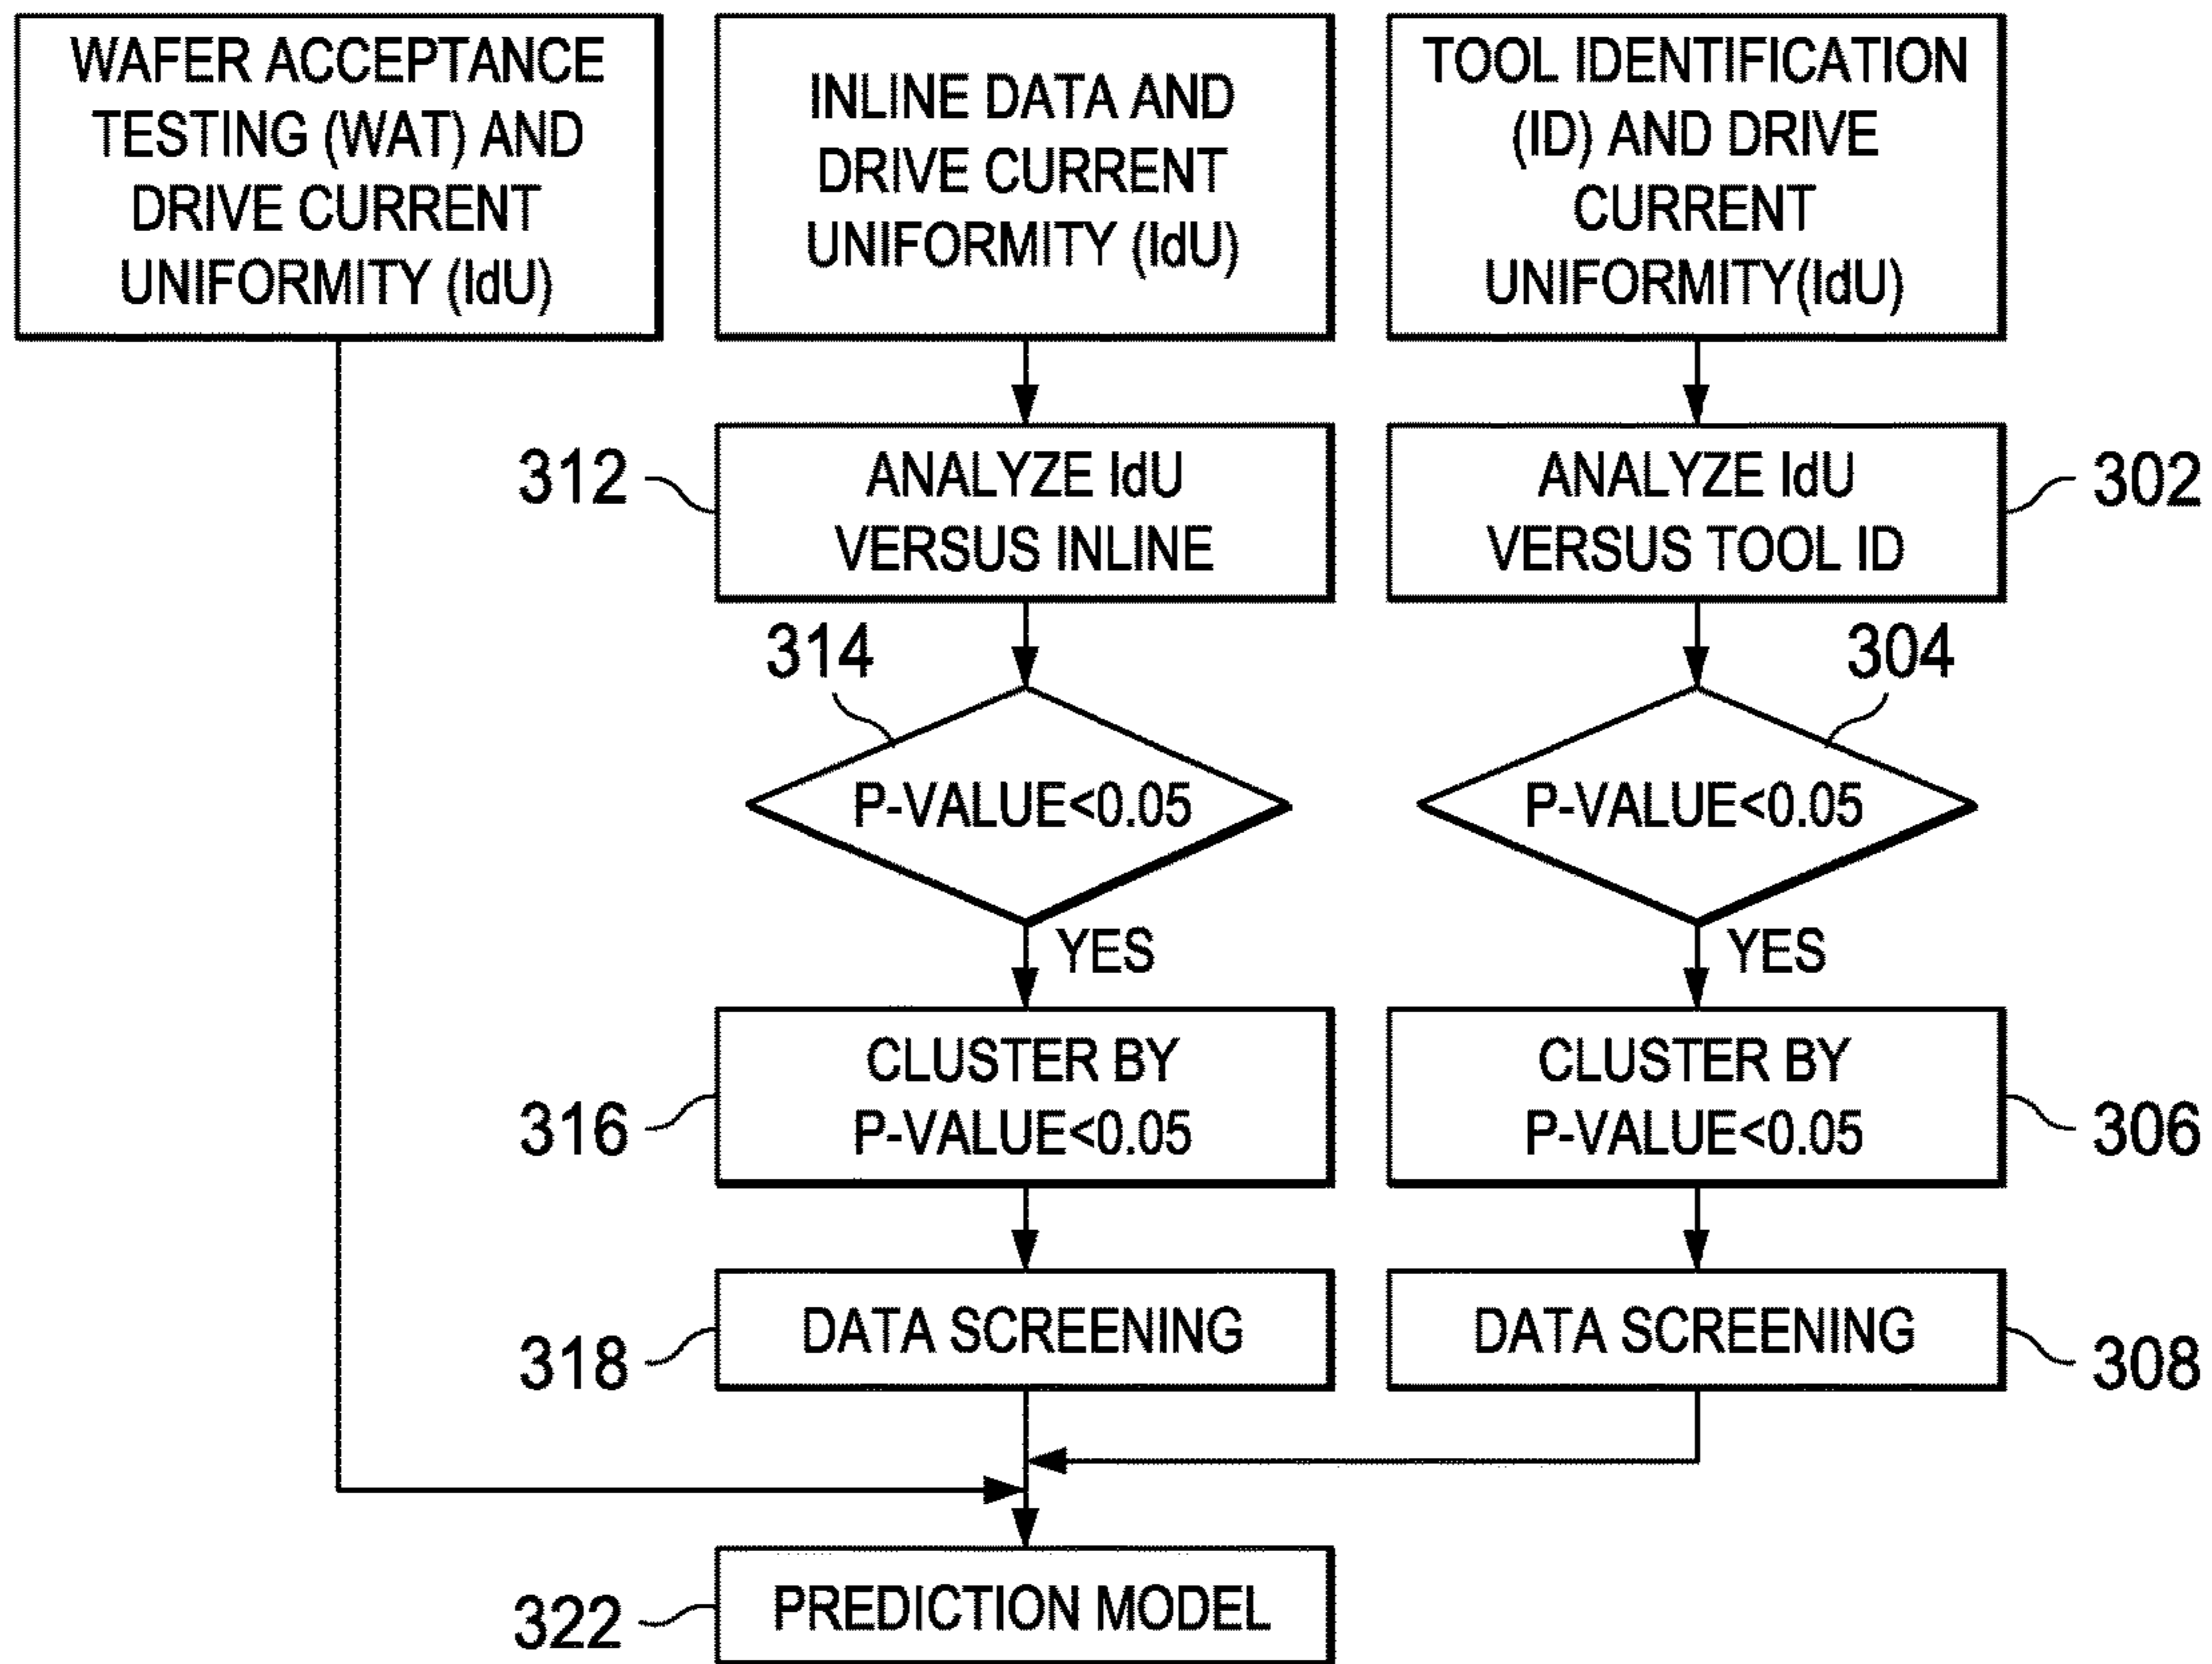 WAFER ACCEPTANCE
TESTING (WAT) AND
DRIVE CURRENT
UNIFORMITY (IdU)
INLINE DATA AND
DRIVE CURRENT
UNIFORMITY (IdU)
TOOL IDENTIFICATION
(ID) AND DRIVE
CURRENT
UNIFORMITY(IdU)
312
ANALYZE IdU
VERSUS INLINE
ANALYZE IdU
VERSUS TOOL ID
302
314
P-VALUE<0.05
YES
304
P-VALUE<0.05
YES
316
CLUSTER BY
P-VALUE<0.05
CLUSTER BY
P-VALUE<0.05
306
318
DATA SCREENING
DATA SCREENING
308
322
PREDICTION MODEL